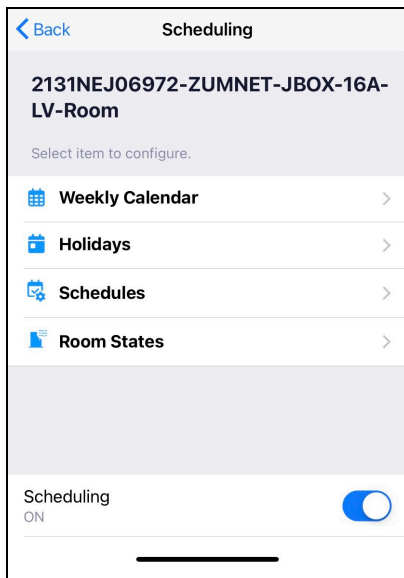 Back
Scheduling
2131NEJ06972-ZUMNET-JBOX-16A-
LV-Room
Select item to configure.
Weekly Calendar
Holidays
Schedules
Room States
Scheduling
ON